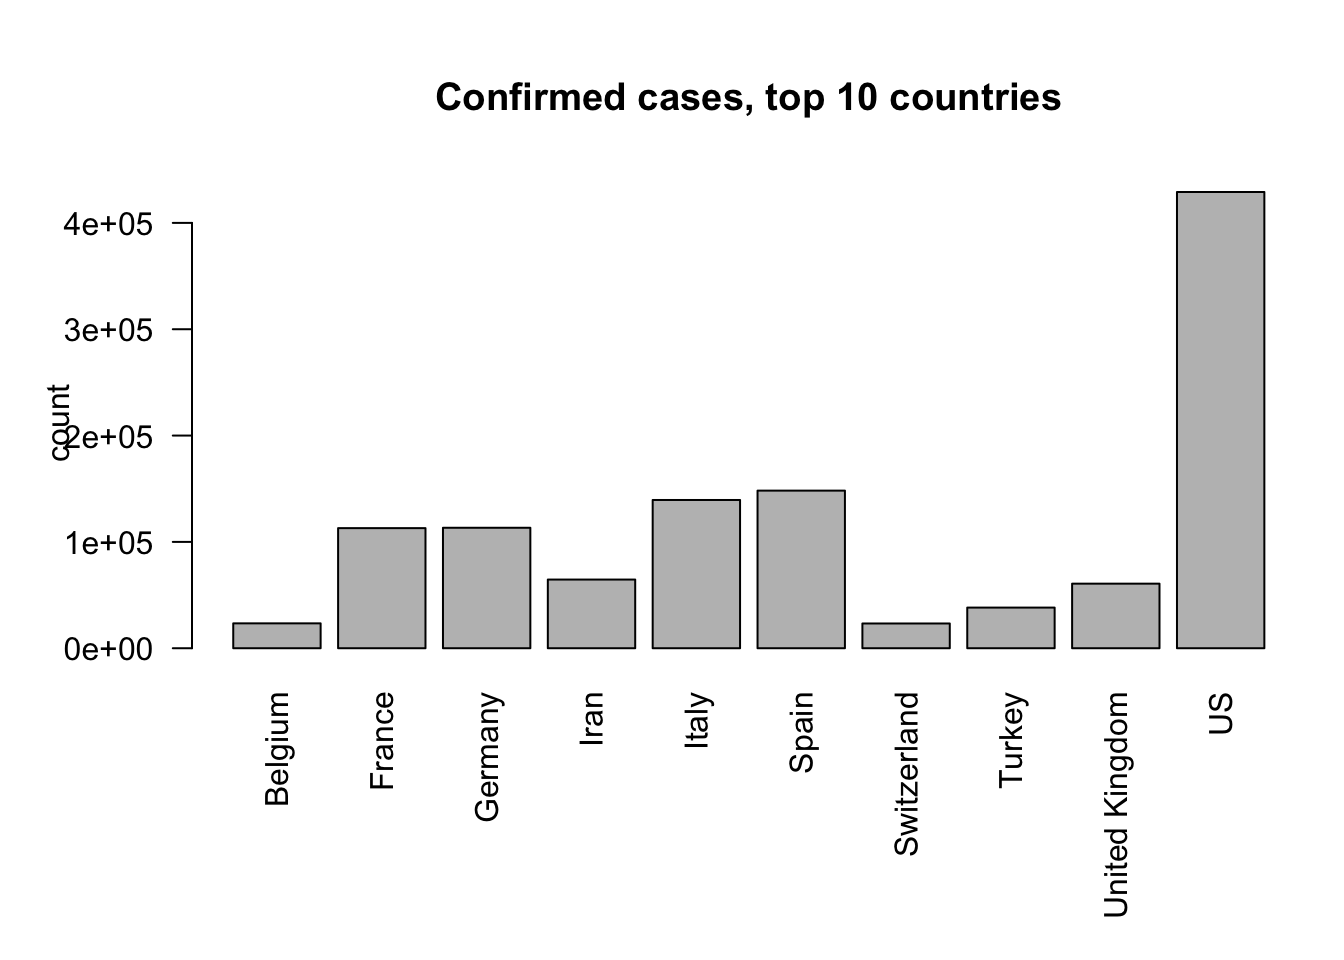 Confirmed cases, top 10 countries
4e+05
3e+05
count
2e+05
1e+05
0e+00
Belgium
France
Germany
Iran
Italy
Spain
Switzerland
Turkey
United Kingdom
US